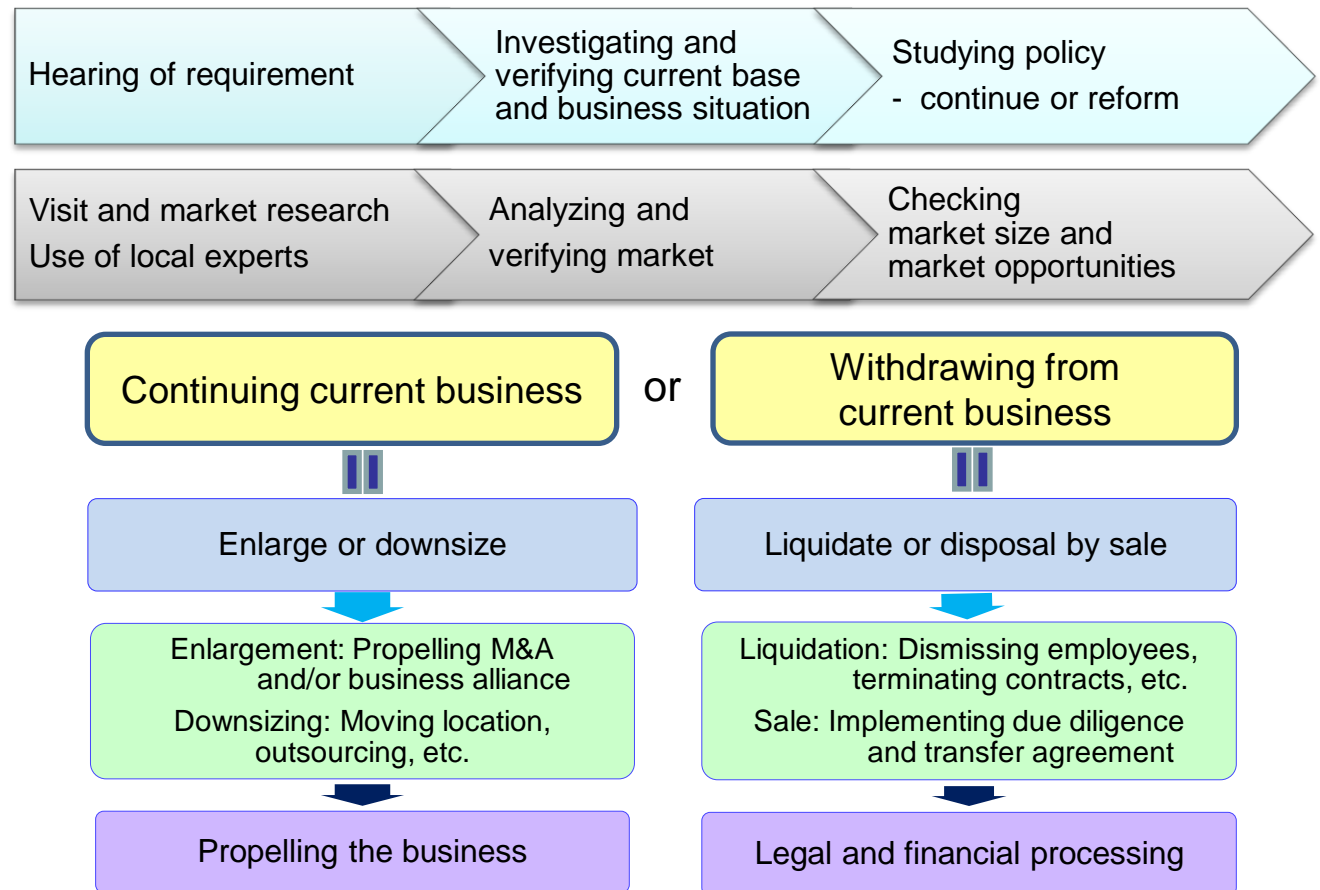 Hearing of requirement
Investigating and
verifying current base
and business situation
Studying policy
- continue or reform
Visit and market research
Use of local experts
Analyzing and
verifying market
Checking
market size and
market opportunities
Continuing current business
or
Withdrawing from
current business
Enlarge or downsize
Liquidate or disposal by sale
Enlargement: Propelling M&A
and/or business alliance
Downsizing: Moving location,
outsourcing, etc.
Liquidation: Dismissing employees,
terminating contracts, etc.
Sale: Implementing due diligence
and transfer agreement
Propelling the business
Legal and financial processing